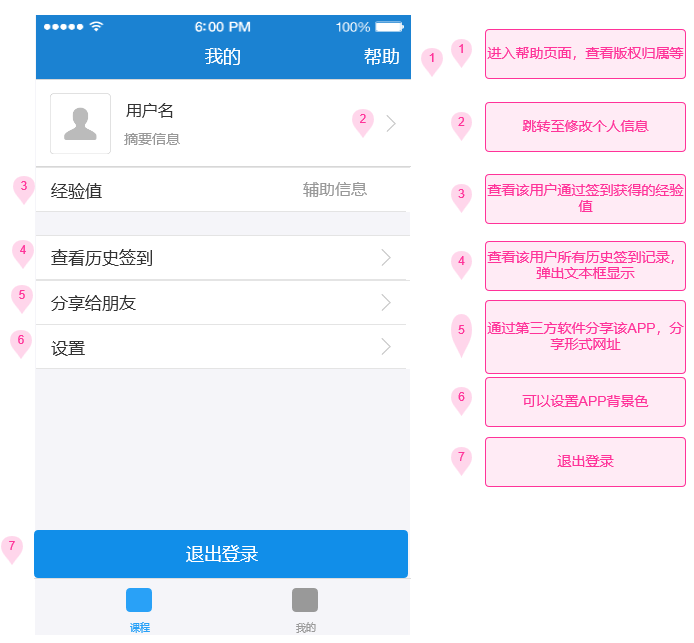 6:00 PM 100%
我的 帮助
1
用户名
2
摘要信息
3
经验值 辅助信息
4
查看历史签到
5
分享给朋友
6
设置
7
退出登录
课程 我的
1 进入帮助页面，查看版权归属等
2 跳转至修改个人信息
3 查看该用户通过签到获得的经验
值
4 查看该用户所有历史签到记录，
弹出文本框显示
5 通过第三方软件分享该APP，分
享形式网址
6 可以设置APP背景色
7 退出登录